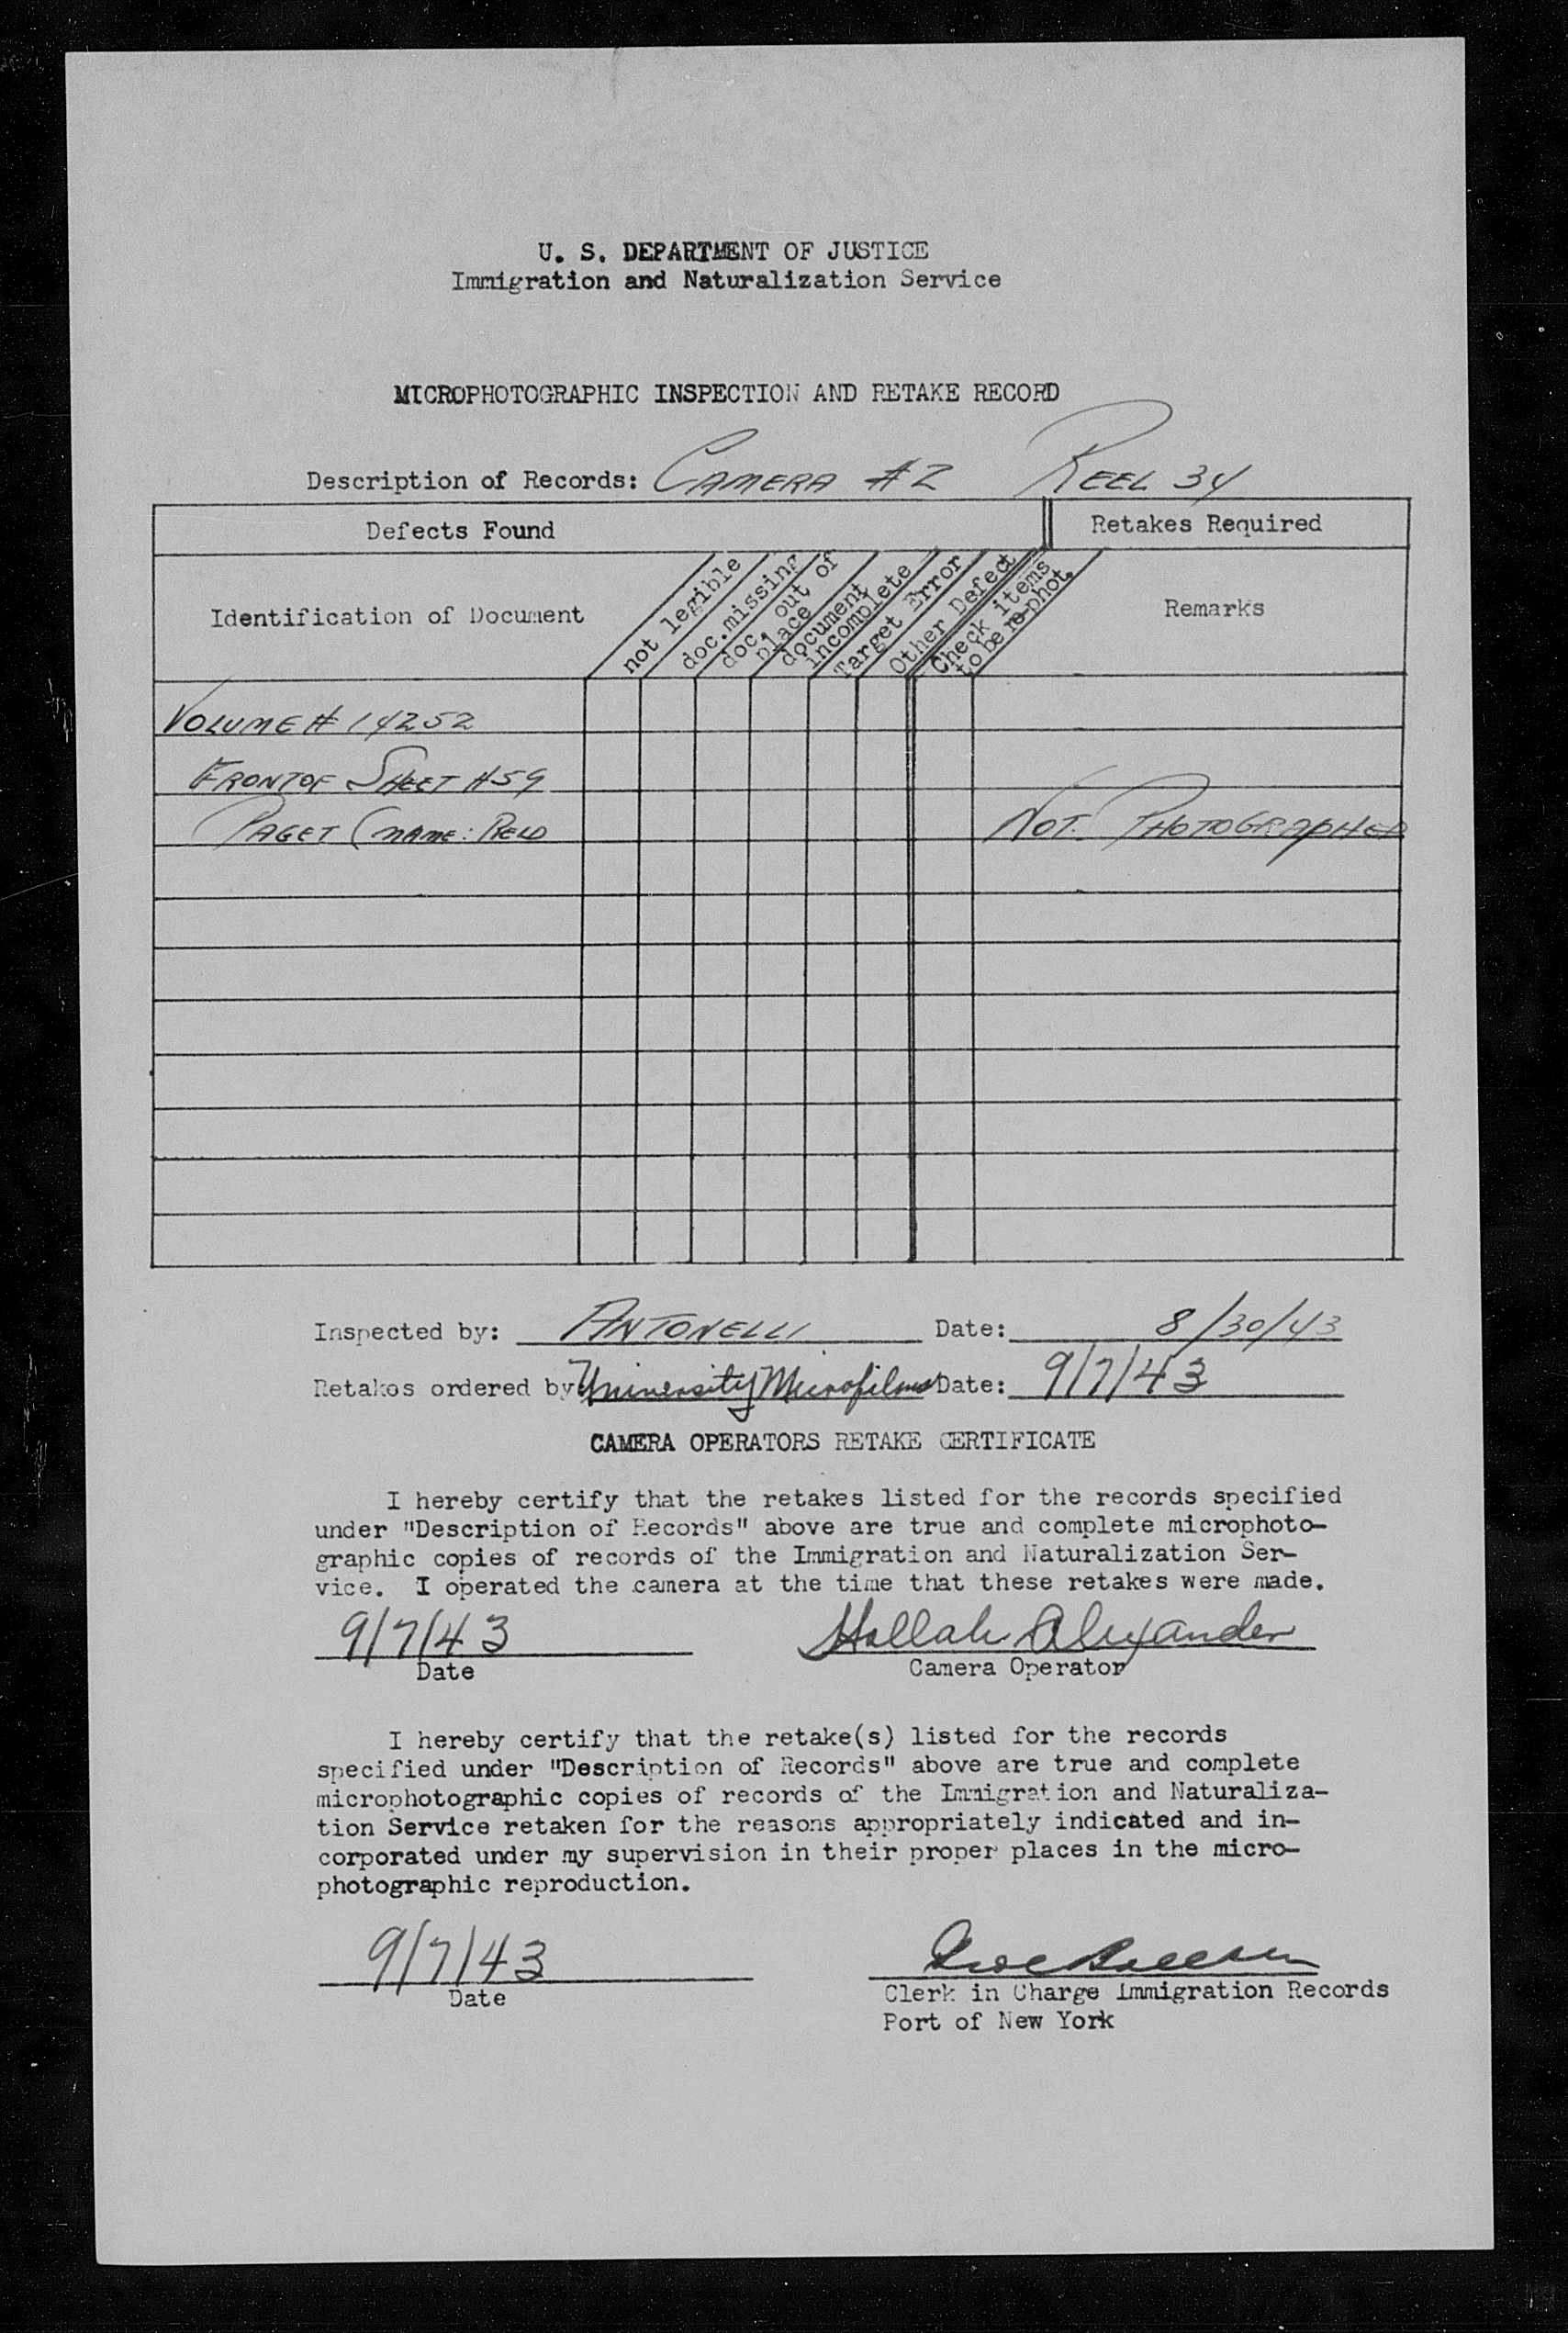 U. S. DEPARTMENT OF JUSTICE
Immigration and Naturalization Service
MICROPHOTOGRAPHIC INSPECTION AND RETAKE RECORD
Description of Records: CAMERA #2 REEL 34
Defects Found
Retakes Required
Identification of Document
not legible
doc. missing
doc. out of
place
document
incomplete
Target Error
Other Defect
Check items
to be re-phot.
Remarks
VOLUME # 14252
FRONT OF SHEET #59
PAGET (NAME: NOT PHOTOGRAPHED
Inspected by: ANTONELLI Date: 8/30/43
Retakes ordered by University Microfilms Date: 9/7/43
CAMERA OPERATORS RETAKE CERTIFICATE
I hereby certify that the retakes listed for the records specified
under "Description of Records" above are true and complete microphoto-
graphic copies of records of the Immigration and Naturalization Ser-
vice. I operated the camera at the time that these retakes were made.
9/7/43 Alexander
Date Camera Operator
I hereby certify that the retake(s) listed for the records
specified under "Description of Records" above are true and complete
microphotographic copies of records of the Immigration and Naturaliza-
tion Service retaken for the reasons appropriately indicated and in-
corporated under my supervision in their proper places in the micro-
photographic reproduction.
9/7/43
Date
Clerk in Charge Immigration Records
Port of New York